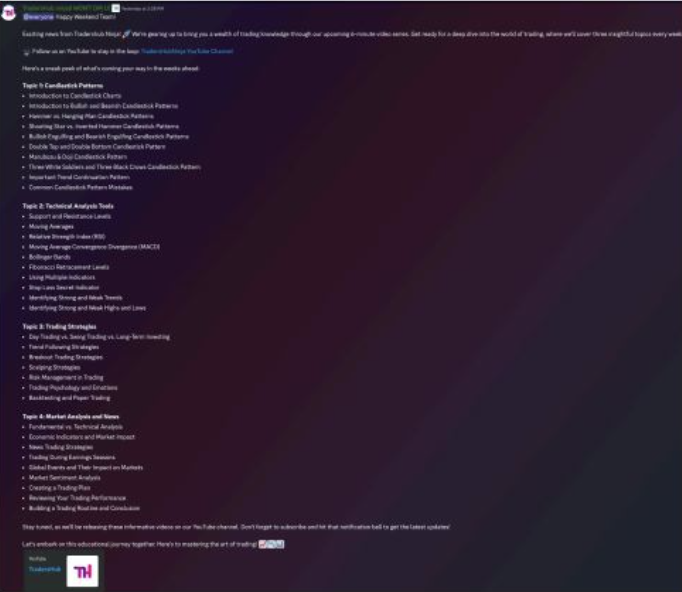 TradersHub Ninja WON'T DM U! TH Yesterday at 2:28 PM
@everyone Happy Weekend Team!
Exciting news from TradersHub Ninja! 🚀 We're gearing up to bring you a wealth of trading knowledge through our upcoming 6-minute video series. Get ready for a deep dive into the world of trading, where we'll cover three insightful topics every week
Follow us on YouTube to stay in the loop: TradersHubNinja YouTube Channel
Here's a sneak peek of what's coming your way in the weeks ahead:
Topic 1: Candlestick Patterns
• Introduction to Candlestick Charts
• Introduction to Bullish and Bearish Candlestick Patterns
• Hammer vs. Hanging Man Candlestick Patterns
• Shooting Star vs. Inverted Hammer Candlestick Patterns
• Bullish Engulfing and Bearish Engulfing Candlestick Patterns
• Double Top and Double Bottom Candlestick Pattern
• Marubozu & Doji Candlestick Pattern
• Three White Soldiers and Three Black Crows Candlestick Pattern
• Important Trend Continuation Pattern
• Common Candlestick Pattern Mistakes
Topic 2: Technical Analysis Tools
• Support and Resistance Levels
• Moving Averages
• Relative Strength Index (RSI)
• Moving Average Convergence Divergence (MACD)
• Bollinger Bands
• Fibonacci Retracement Levels
• Using Multiple Indicators
• Stop Loss Secret Indicator
• Identifying Strong and Weak Trends
• Identifying Strong and Weak Highs and Lows
Topic 3: Trading Strategies
• Day Trading vs. Swing Trading vs. Long-Term Investing
• Trend Following Strategies
• Breakout Trading Strategies
• Scalping Strategies
• Risk Management in Trading
• Trading Psychology and Emotions
• Backtesting and Paper Trading
Topic 4: Market Analysis and News
• Fundamental vs. Technical Analysis
• Economic Indicators and Market Impact
• News Trading Strategies
• Trading During Earnings Seasons
• Global Events and Their Impact on Markets
• Market Sentiment Analysis
• Creating a Trading Plan
• Reviewing Your Trading Performance
• Building a Trading Routine and Conclusion
Stay tuned, as we'll be releasing these informative videos on our YouTube channel. Don't forget to subscribe and hit that notification bell to get the latest updates!
Let's embark on this educational journey together. Here's to mastering the art of trading!
YouTube
TradersHub
TH